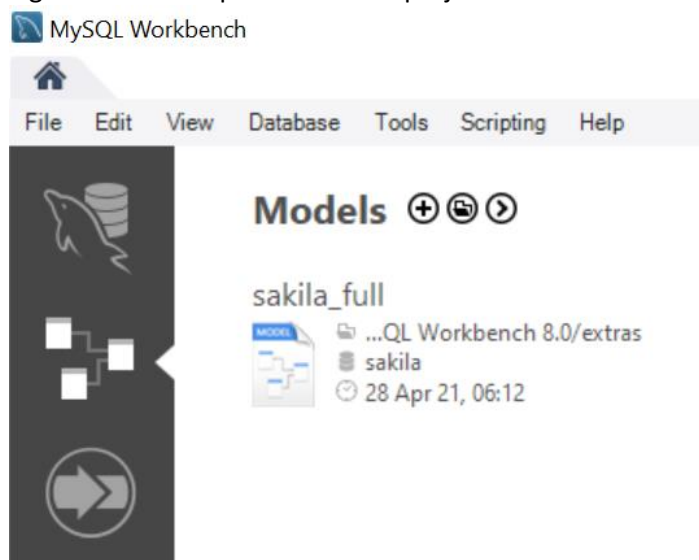 MySQL Workbench
File Edit View Database Tools Scripting Help
Models
sakila_full
MODEL
...QL Workbench 8.0/extras
sakila
28 Apr 21, 06:12